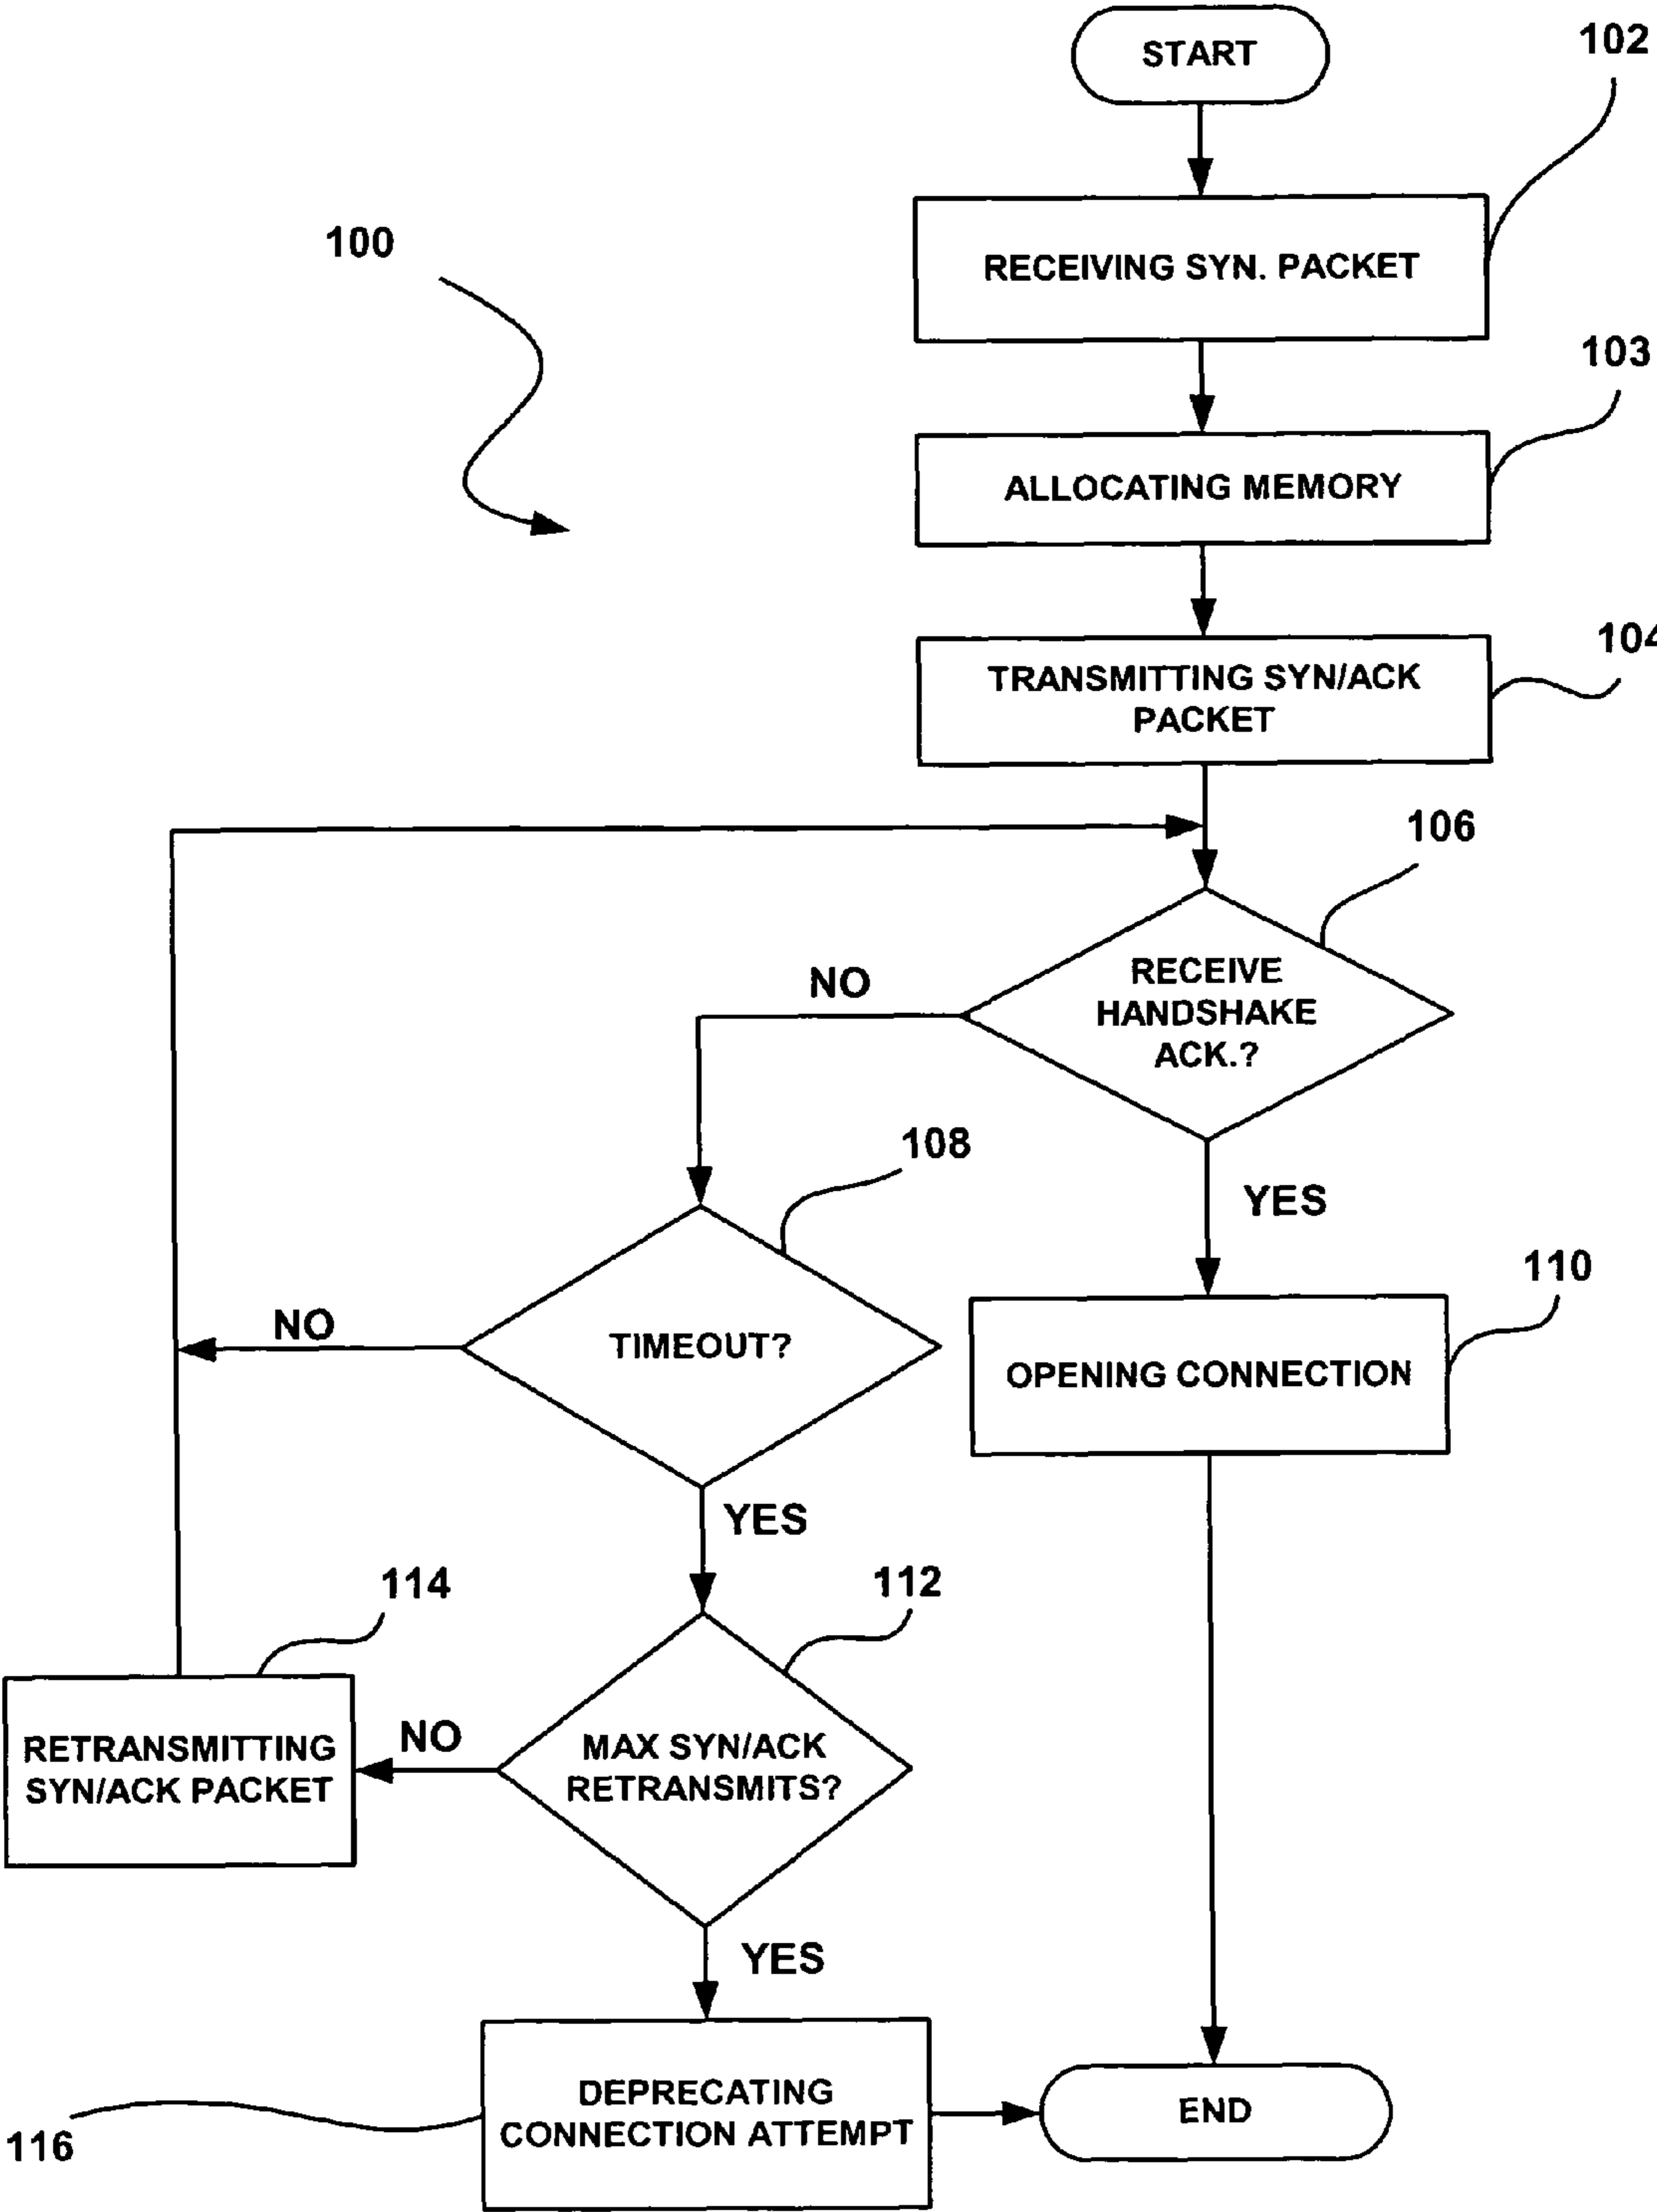 START
102
100
RECEIVING SYN. PACKET
103
ALLOCATING MEMORY
104
TRANSMITTING SYN/ACK
PACKET
106
RECEIVE
HANDSHAKE
ACK.?
NO
108
YES
110
NO
TIMEOUT?
OPENING CONNECTION
YES
114
112
RETRANSMITTING
SYN/ACK PACKET
NO
MAX SYN/ACK
RETRANSMITS?
YES
DEPRECATING
CONNECTION ATTEMPT
END
116